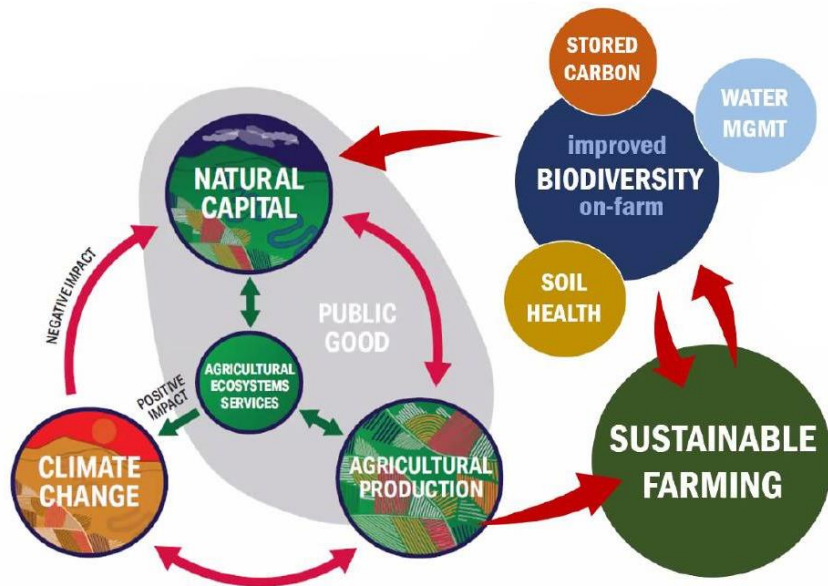 STORED
CARBON
WATER
MGMT
improved
BIODIVERSITY
on-farm
SOIL
HEALTH
NATURAL
CAPITAL
NEGATIVE IMPACT
PUBLIC
GOOD
AGRICULTURAL
ECOSYSTEMS
SERVICES
POSITIVE
IMPACT
CLIMATE
CHANGE
AGRICULTURAL
PRODUCTION
SUSTAINABLE
FARMING